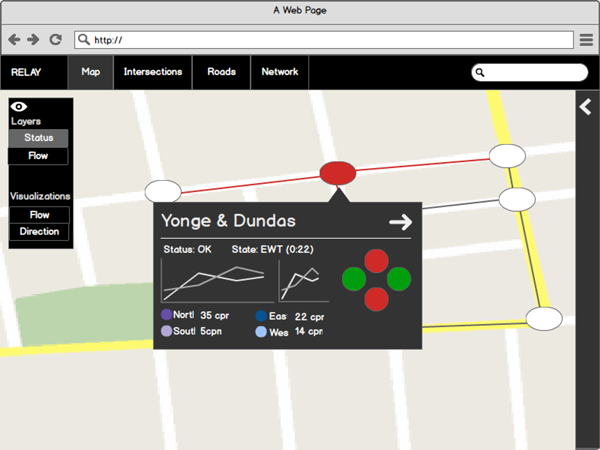 A Web Page
http://
RELAY Map Intersections Roads Network
Layers
Status
Flow
Visualizations
Flow
Direction
Yonge & Dundas
Status: OK State: EWT (0:22)
Nortl 35 cpr Eas 22 cpr
Soutl 5cpn Wes 14 cpn